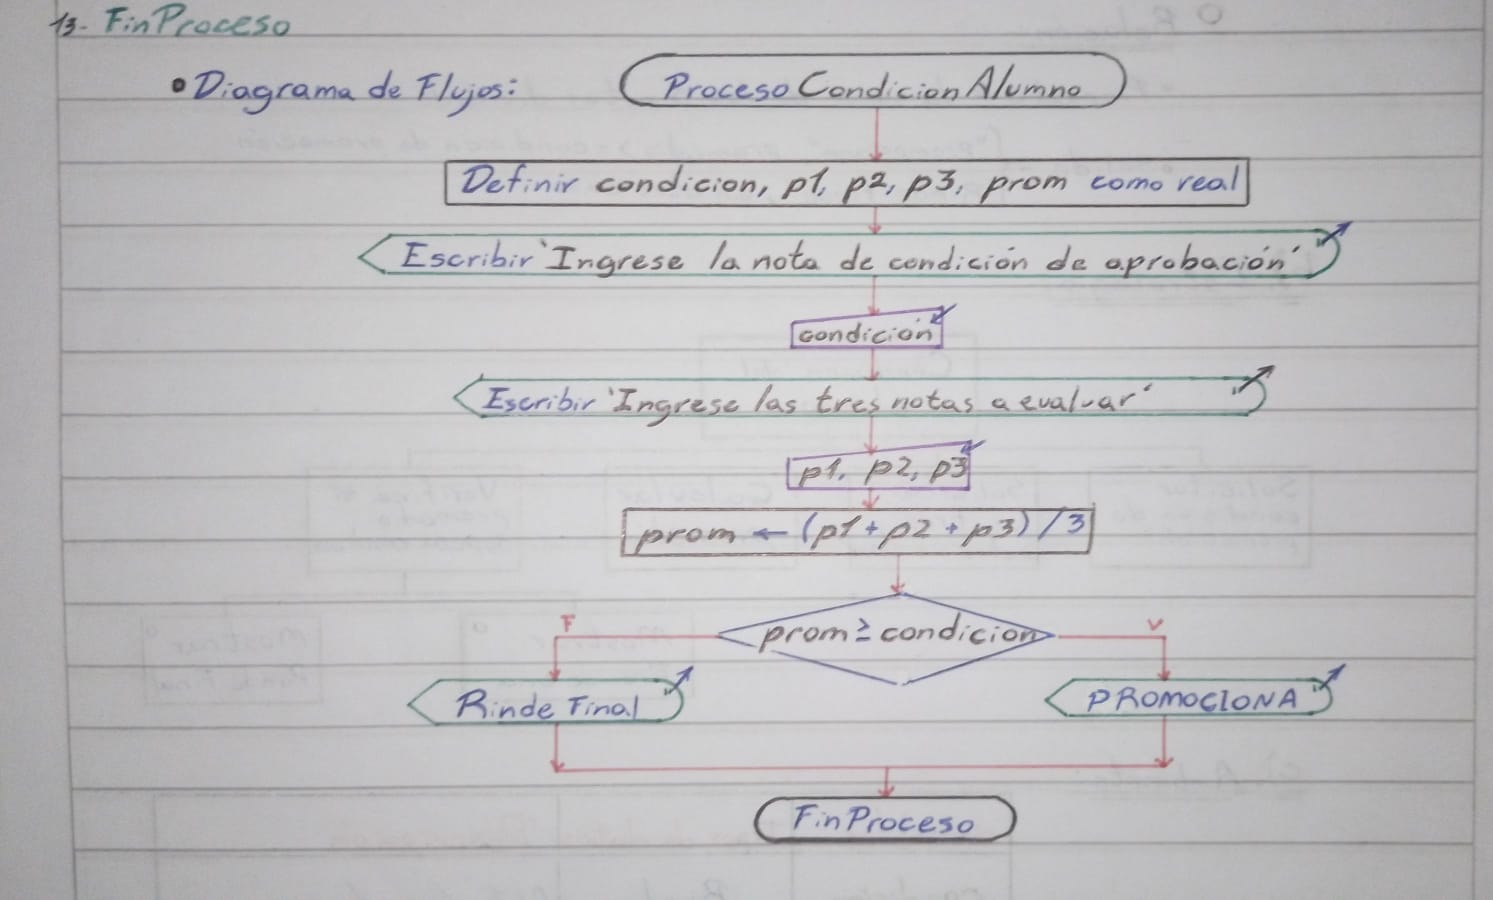 13- FinProceso
• Diagrama de Flujos:
Proceso CondicionAlumno
Definir condicion, p1, p2, p3, prom como real
Escribir 'Ingrese la nota de condición de aprobación'
condición
Escribir 'Ingrese las tres notas a evaluar'
p1, p2, p3
prom ← (p1 + p2 + p3) / 3
prom ≥ condicion
F
V
Rinde Final
PROMOCIONA
FinProceso